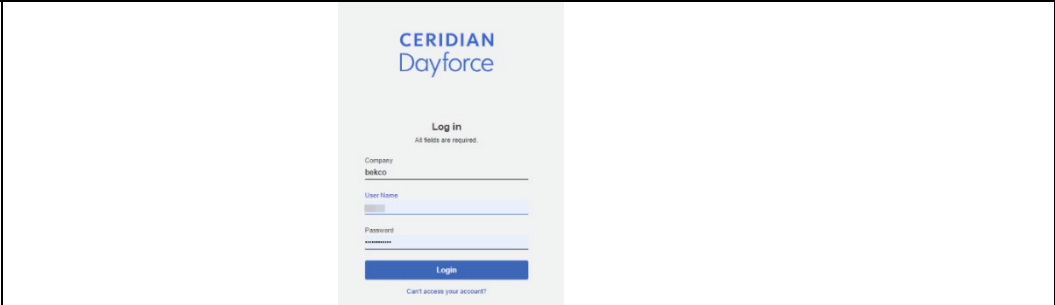 CERIDIAN
Dayforce
Log in
All fields are required.
Company
bekco
User Name
Password
•••••••••••
Login
Can't access your account?